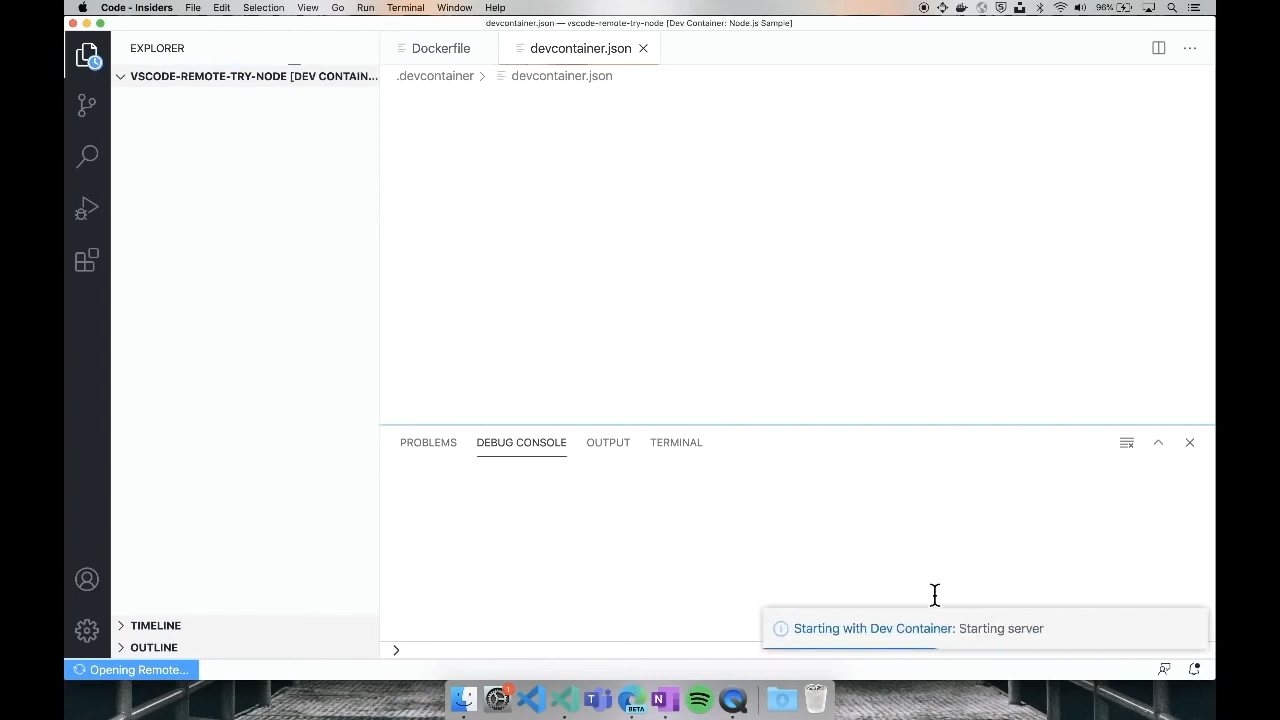 Code - Insiders File Edit Selection View Go Run Terminal Window Help 96%
devcontainer.json — vscode-remote-try-node [Dev Container: Node.js Sample]
EXPLORER
Dockerfile
devcontainer.json
VSCODE-REMOTE-TRY-NODE [DEV CONTAIN...
.devcontainer > devcontainer.json
PROBLEMS DEBUG CONSOLE OUTPUT TERMINAL
TIMELINE
OUTLINE
Starting with Dev Container: Starting server
Opening Remote...
1
BETA